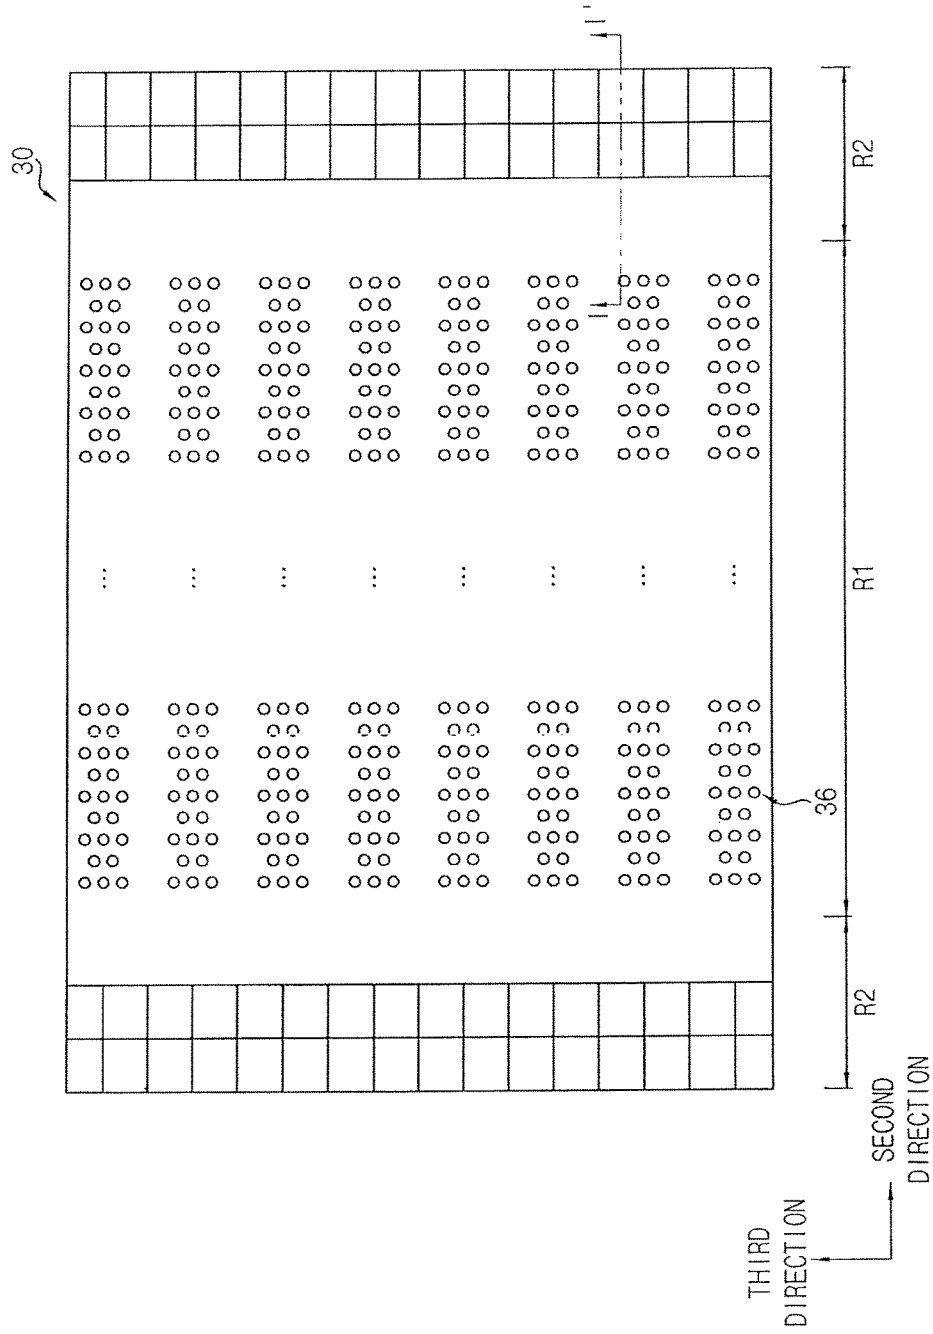 30
I
I'
36
R2
R1
R2
THIRD
DIRECTION
SECOND
DIRECTION